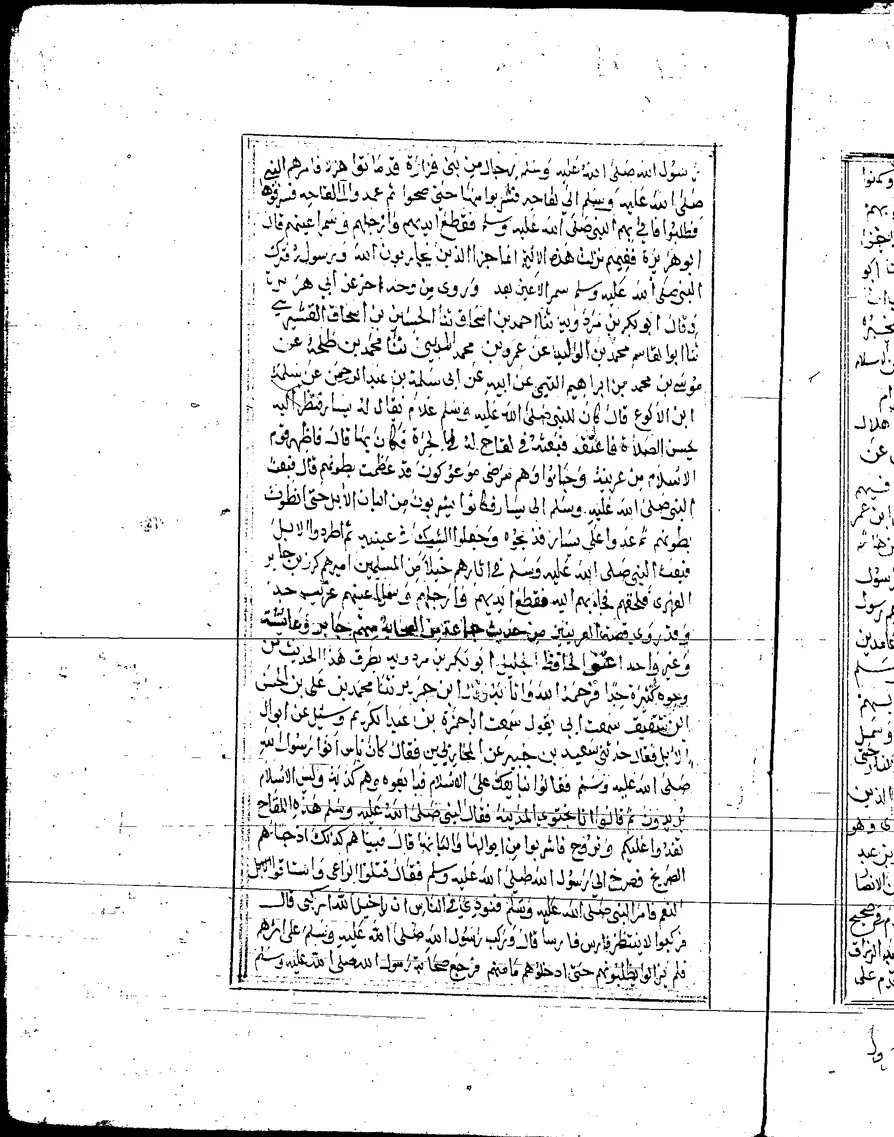 رسول الله صلى الله عليه وسلم رجال من بني فزارة قد ماتوا هزلا فامرهم النبي
صلى الله عليه وسلم الي لقاحه فشربوا منها حتى صحوا ثم عمدوا الى لقاحه فسرقوها
فطلبوا فاتي بهم النبي صلى الله عليه وسلم فقطع ايديهم وارجلهم وسمر اعينهم قال
ابو هريرة ففيهم نزلت هذه الاية انما جزاء الذين يحاربون الله ورسوله فترك
النبي صلى الله عليه وسلم سمر الاعين بعد وروي من وجه اخر عن أبي هريرة
وقال ابو بكر بن مردويه ثنا احمد بن اسحاق ثنا الحسين بن اسحاق التستري
ثنا ابو القاسم محمد بن الوليد عن عمرو بن محمد المديني ثنا محمد بن طلحة عن
موسى بن محمد بن ابراهيم التيمي عن ابيه عن ابي سلمة بن عبد الرحمن عن سلمة
ابن الاكوع قال كان للنبي صلى الله عليه وسلم غلام يقال له يسار فنظر اليه
يحسن الصلاة فاعتقه فبعثه في لقاح له في الحرة فكان بها قال فاظهر قوم
الاسلام من عرينة وجاؤا وهم مرضى موعوكون قد عظمت بطونهم قال فبعث
النبي صلى الله عليه وسلم الى يسار فكانوا يشربون من البان الابل حتى انطوت
بطونهم ثم عدوا على يسار فذبحوه وجعلوا الشوك في عينيه ثم اطردوا الابل
فبعث النبي صلى الله عليه وسلم في اثارهم خيلا من المسلمين اميرهم كرز بن جابر
الفهري فلحقهم فجاء بهم اليه فقطع ايديهم وارجلهم وسمل اعينهم غريب جدا
وقد روي قصة العرنيين من حديث جماعة من الصحابة منهم جابر وعائشة
وغير واحد اعتنى الحافظ الجليل ابو بكر بن مردويه بطرق هذا الحديث من
وجوه كثيرة جدا فرحمه الله واثابه وقال ابن جرير ثنا محمد بن علي بن الحسن
ابن شقيق سمعت ابي يقول سمعت ابا حمزة بن عبد الكريم وسئل عن ابوال
الابل فقال حدثني سعيد بن جبير عن المحاربين فقال كان ناس اتوا رسول الله
صلى الله عليه وسلم فقالوا نبايعك على الاسلام فبايعوه وهم كذبة وليس الاسلام
يريدون ثم قالوا انا نجتوي المدينة فقال النبي صلى الله عليه وسلم هذه اللقاح
تغدوا عليكم وتروح فاشربوا من ابوالها والبانها قال فبينا هم كذلك اذ جاءهم
الصريخ فصرخ الي رسول الله صلى الله عليه وسلم فقال قتلوا الراعي واستاقوا
النعم فامر النبي صلى الله عليه وسلم فنودي في الناس ان يا خيل الله اركبي قال
فركبوا لا ينتظر فارس فارسا قال وركب رسول الله صلى الله عليه وسلم على اثرهم
فلم يزالوا يطلبونهم حتى ادخلوهم مامنهم فرجع صحابة رسول الله صلى الله عليه وسلم